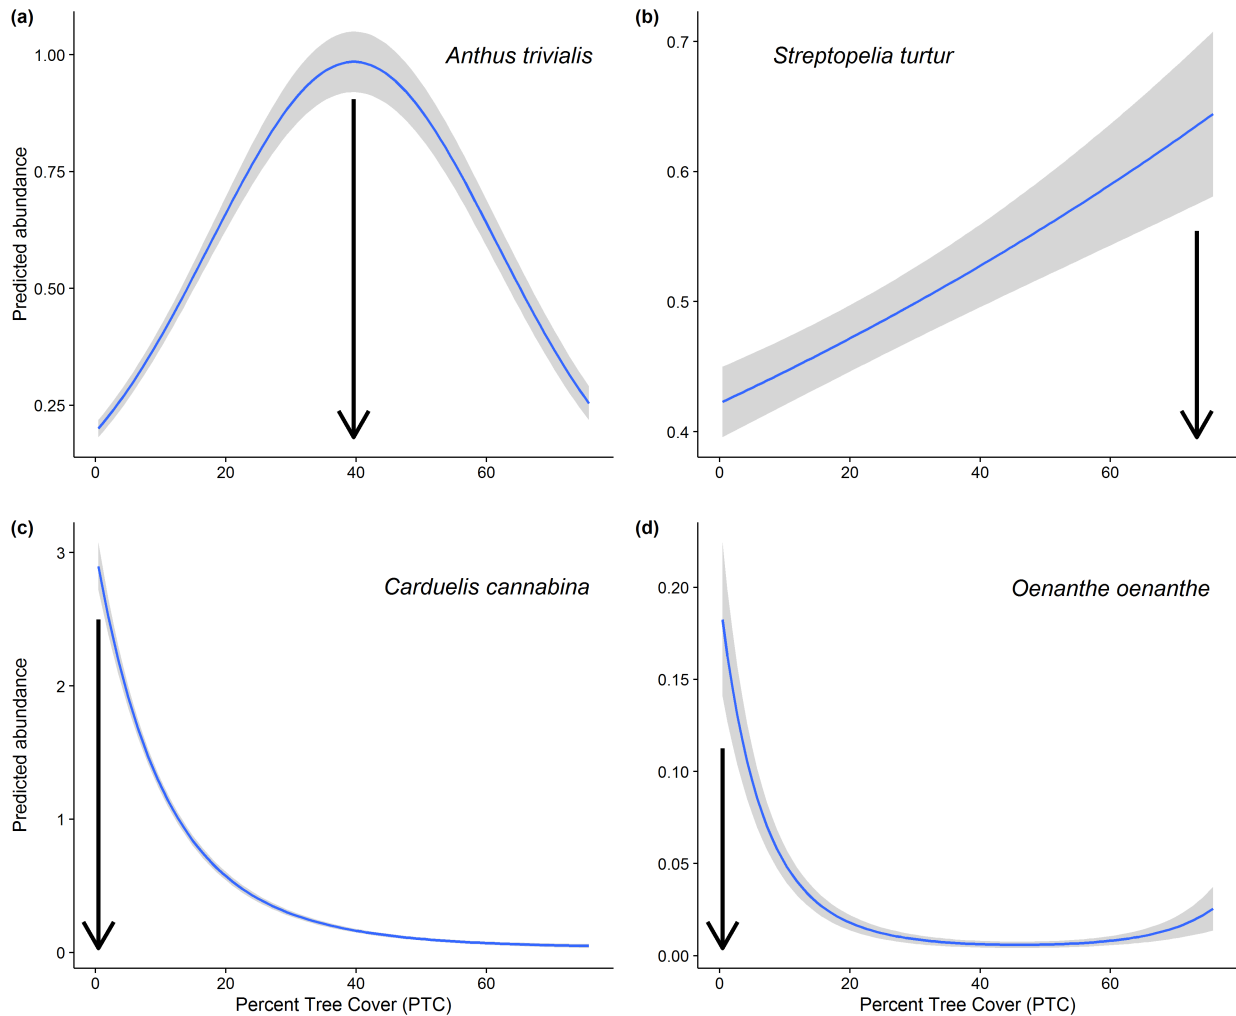 (a)
Anthus trivialis
Predicted abundance
1.00
0.75
0.50
0.25
0 20 40 60
(b)
Streptopelia turtur
0.7
0.6
0.5
0.4
0 20 40 60
(c)
Carduelis cannabina
Predicted abundance
3
2
1
0
0 20 40 60
Percent Tree Cover (PTC)
(d)
Oenanthe oenanthe
0.20
0.15
0.10
0.05
0.00
0 20 40 60
Percent Tree Cover (PTC)